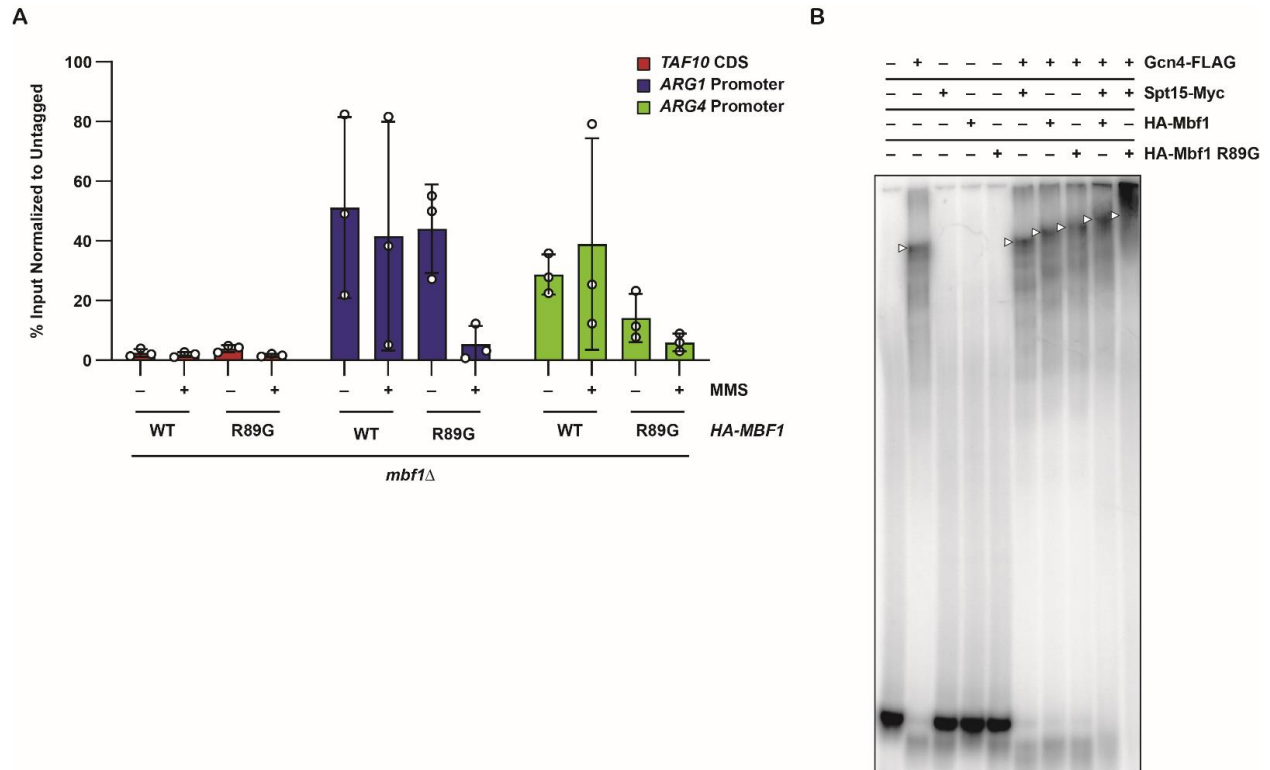 A
B
% Input Normalized to Untagged
100
80
60
40
20
0
TAF10 CDS
ARG1 Promoter
ARG4 Promoter
– + – + – + – + – + – + MMS
WT R89G WT R89G WT R89G HA-MBF1
mbf1Δ
– + – – – + + + + + Gcn4-FLAG
– – + – – + – – + + Spt15-Myc
– – – + – – + – + – HA-Mbf1
– – – – + – – + – + HA-Mbf1 R89G